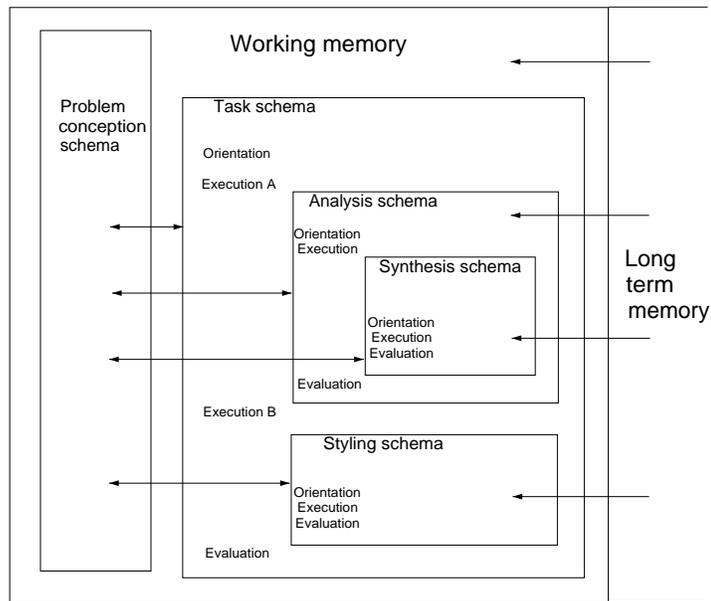 Working memory
Problem
conception
schema
Task schema
Orientation
Execution A
Analysis schema
Orientation
Execution
Synthesis schema
Orientation
Execution
Evaluation
Evaluation
Execution B
Styling schema
Orientation
Execution
Evaluation
Evaluation
Long
term
memory